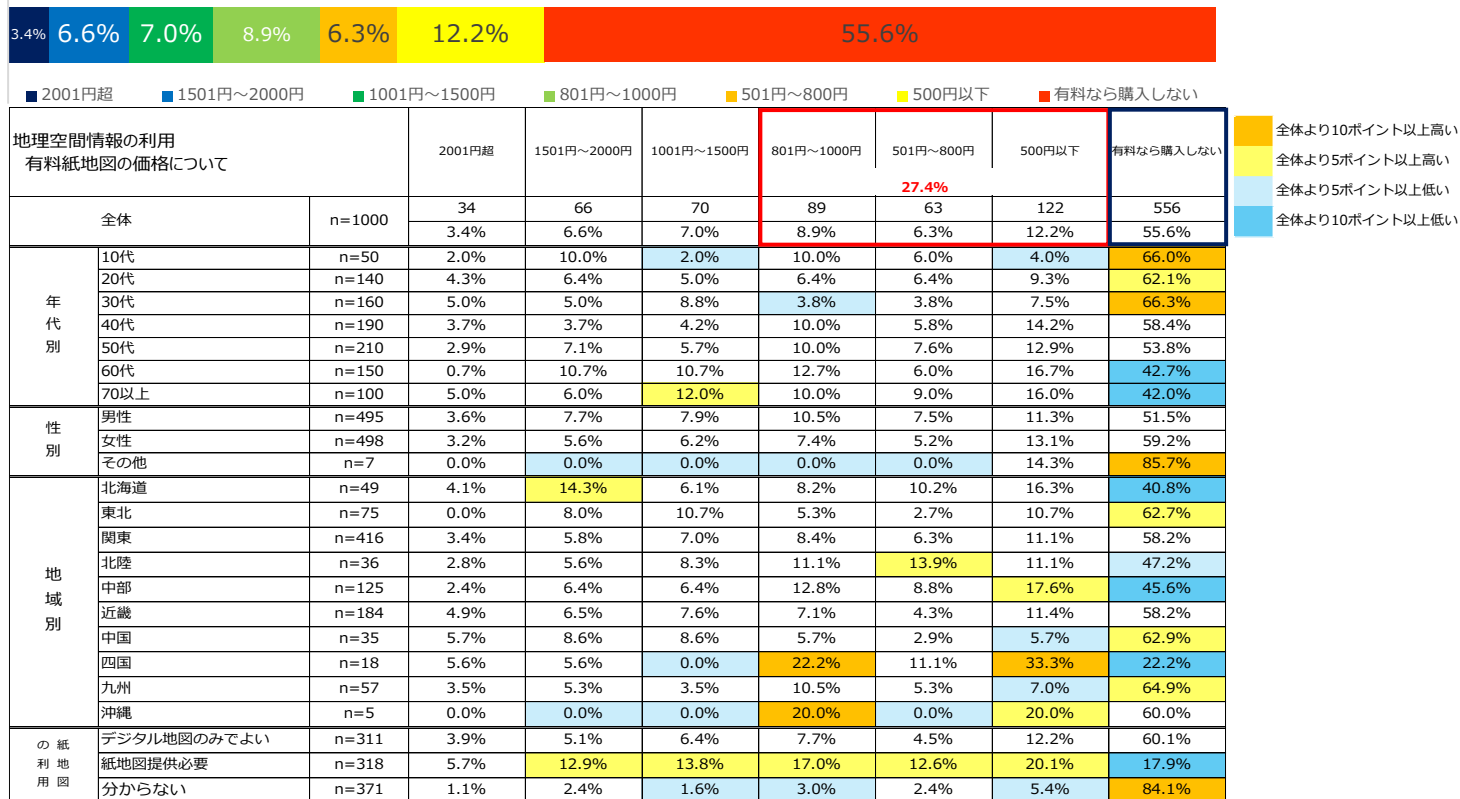 3.4% 6.6% 7.0% 8.9% 6.3% 12.2% 55.6%
2001円超 1501円～2000円 1001円～1500円 801円～1000円 501円～800円 500円以下 有料なら購入しない
地理空間情報の利用
有料紙地図の価格について
2001円超 1501円～2000円 1001円～1500円 801円～1000円 501円～800円 500円以下 有料なら購入しない
27.4%
全体 n=1000 34 66 70 89 63 122 556
3.4% 6.6% 7.0% 8.9% 6.3% 12.2% 55.6%
年代別
10代 n=50 2.0% 10.0% 2.0% 10.0% 6.0% 4.0% 66.0%
20代 n=140 4.3% 6.4% 5.0% 6.4% 6.4% 9.3% 62.1%
30代 n=160 5.0% 5.0% 8.8% 3.8% 3.8% 7.5% 66.3%
40代 n=190 3.7% 3.7% 4.2% 10.0% 5.8% 14.2% 58.4%
50代 n=210 2.9% 7.1% 5.7% 10.0% 7.6% 12.9% 53.8%
60代 n=150 0.7% 10.7% 10.7% 12.7% 6.0% 16.7% 42.7%
70以上 n=100 5.0% 6.0% 12.0% 10.0% 9.0% 16.0% 42.0%
性別
男性 n=495 3.6% 7.7% 7.9% 10.5% 7.5% 11.3% 51.5%
女性 n=498 3.2% 5.6% 6.2% 7.4% 5.2% 13.1% 59.2%
その他 n=7 0.0% 0.0% 0.0% 0.0% 0.0% 14.3% 85.7%
地域別
北海道 n=49 4.1% 14.3% 6.1% 8.2% 10.2% 16.3% 40.8%
東北 n=75 0.0% 8.0% 10.7% 5.3% 2.7% 10.7% 62.7%
関東 n=416 3.4% 5.8% 7.0% 8.4% 6.3% 11.1% 58.2%
北陸 n=36 2.8% 5.6% 8.3% 11.1% 13.9% 11.1% 47.2%
中部 n=125 2.4% 6.4% 6.4% 12.8% 8.8% 17.6% 45.6%
近畿 n=184 4.9% 6.5% 7.6% 7.1% 4.3% 11.4% 58.2%
中国 n=35 5.7% 8.6% 8.6% 5.7% 2.9% 5.7% 62.9%
四国 n=18 5.6% 5.6% 0.0% 22.2% 11.1% 33.3% 22.2%
九州 n=57 3.5% 5.3% 3.5% 10.5% 5.3% 7.0% 64.9%
沖縄 n=5 0.0% 0.0% 0.0% 20.0% 0.0% 20.0% 60.0%
紙地図の利用
デジタル地図のみでよい n=311 3.9% 5.1% 6.4% 7.7% 4.5% 12.2% 60.1%
紙地図提供必要 n=318 5.7% 12.9% 13.8% 17.0% 12.6% 20.1% 17.9%
分からない n=371 1.1% 2.4% 1.6% 3.0% 2.4% 5.4% 84.1%
全体より10ポイント以上高い
全体より5ポイント以上高い
全体より5ポイント以上低い
全体より10ポイント以上低い